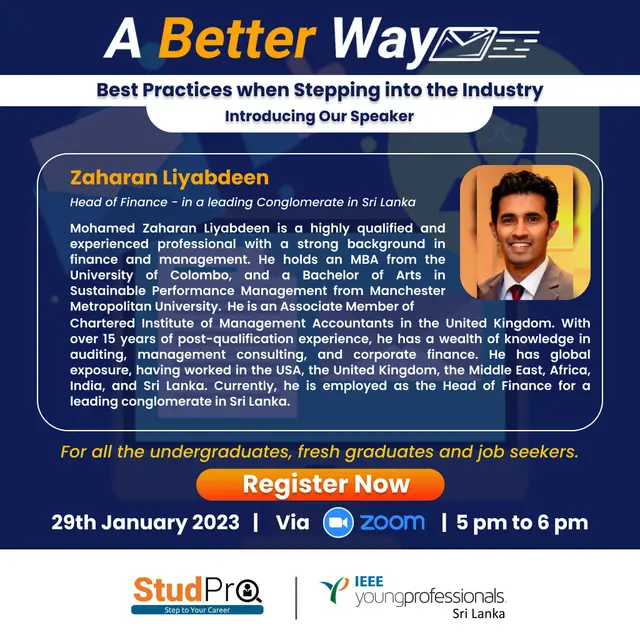 A Better Way
Best Practices when Stepping into the Industry
Introducing Our Speaker
Zaharan Liyabdeen
Head of Finance - in a leading Conglomerate in Sri Lanka
Mohamed Zaharan Liyabdeen is a highly qualified and
experienced professional with a strong background in
finance and management. He holds an MBA from the
University of Colombo, and a Bachelor of Arts in
Sustainable Performance Management from Manchester
Metropolitan University. He is an Associate Member of
Chartered Institute of Management Accountants in the United Kingdom. With
over 15 years of post-qualification experience, he has a wealth of knowledge in
auditing, management consulting, and corporate finance. He has global
exposure, having worked in the USA, the United Kingdom, the Middle East, Africa,
India, and Sri Lanka. Currently, he is employed as the Head of Finance for a
leading conglomerate in Sri Lanka.
For all the undergraduates, fresh graduates and job seekers.
Register Now
29th January 2023 | Via zoom | 5 pm to 6 pm
StudPro
Step to Your Career
IEEE
youngprofessionals
Sri Lanka